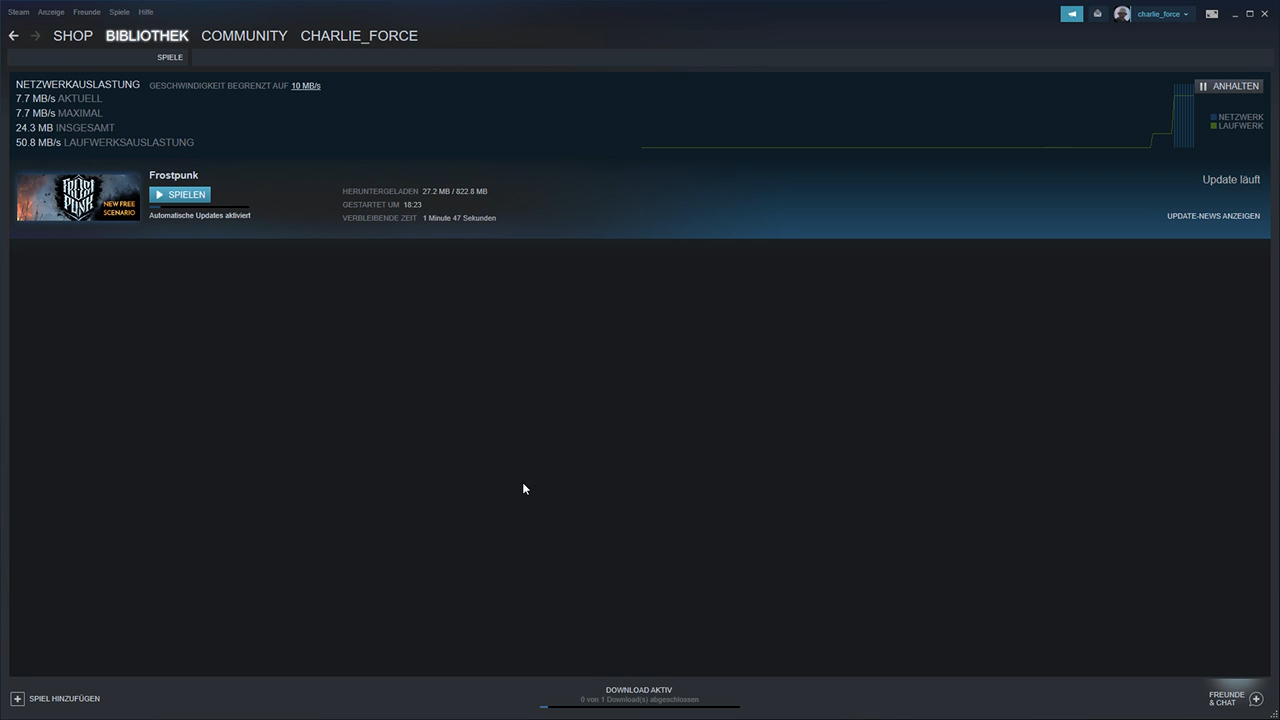 Steam Anzeige Freunde Spiele Hilfe
charlie_force
SHOP BIBLIOTHEK COMMUNITY CHARLIE_FORCE
SPIELE
NETZWERKAUSLASTUNG GESCHWINDIGKEIT BEGRENZT AUF 10 MB/s
ANHALTEN
7.7 MB/s AKTUELL
7.7 MB/s MAXIMAL
24.3 MB INSGESAMT
50.8 MB/s LAUFWERKSAUSLASTUNG
NETZWERK
LAUFWERK
FROSTPUNK
NEW FREE
SCENARIO
Frostpunk
SPIELEN
Automatische Updates aktiviert
HERUNTERGELADEN 27.2 MB / 822.8 MB
GESTARTET UM 18:23
VERBLEIBENDE ZEIT 1 Minute 47 Sekunden
Update läuft
UPDATE-NEWS ANZEIGEN
SPIEL HINZUFÜGEN
DOWNLOAD AKTIV
0 von 1 Download(s) abgeschlossen
FREUNDE
& CHAT